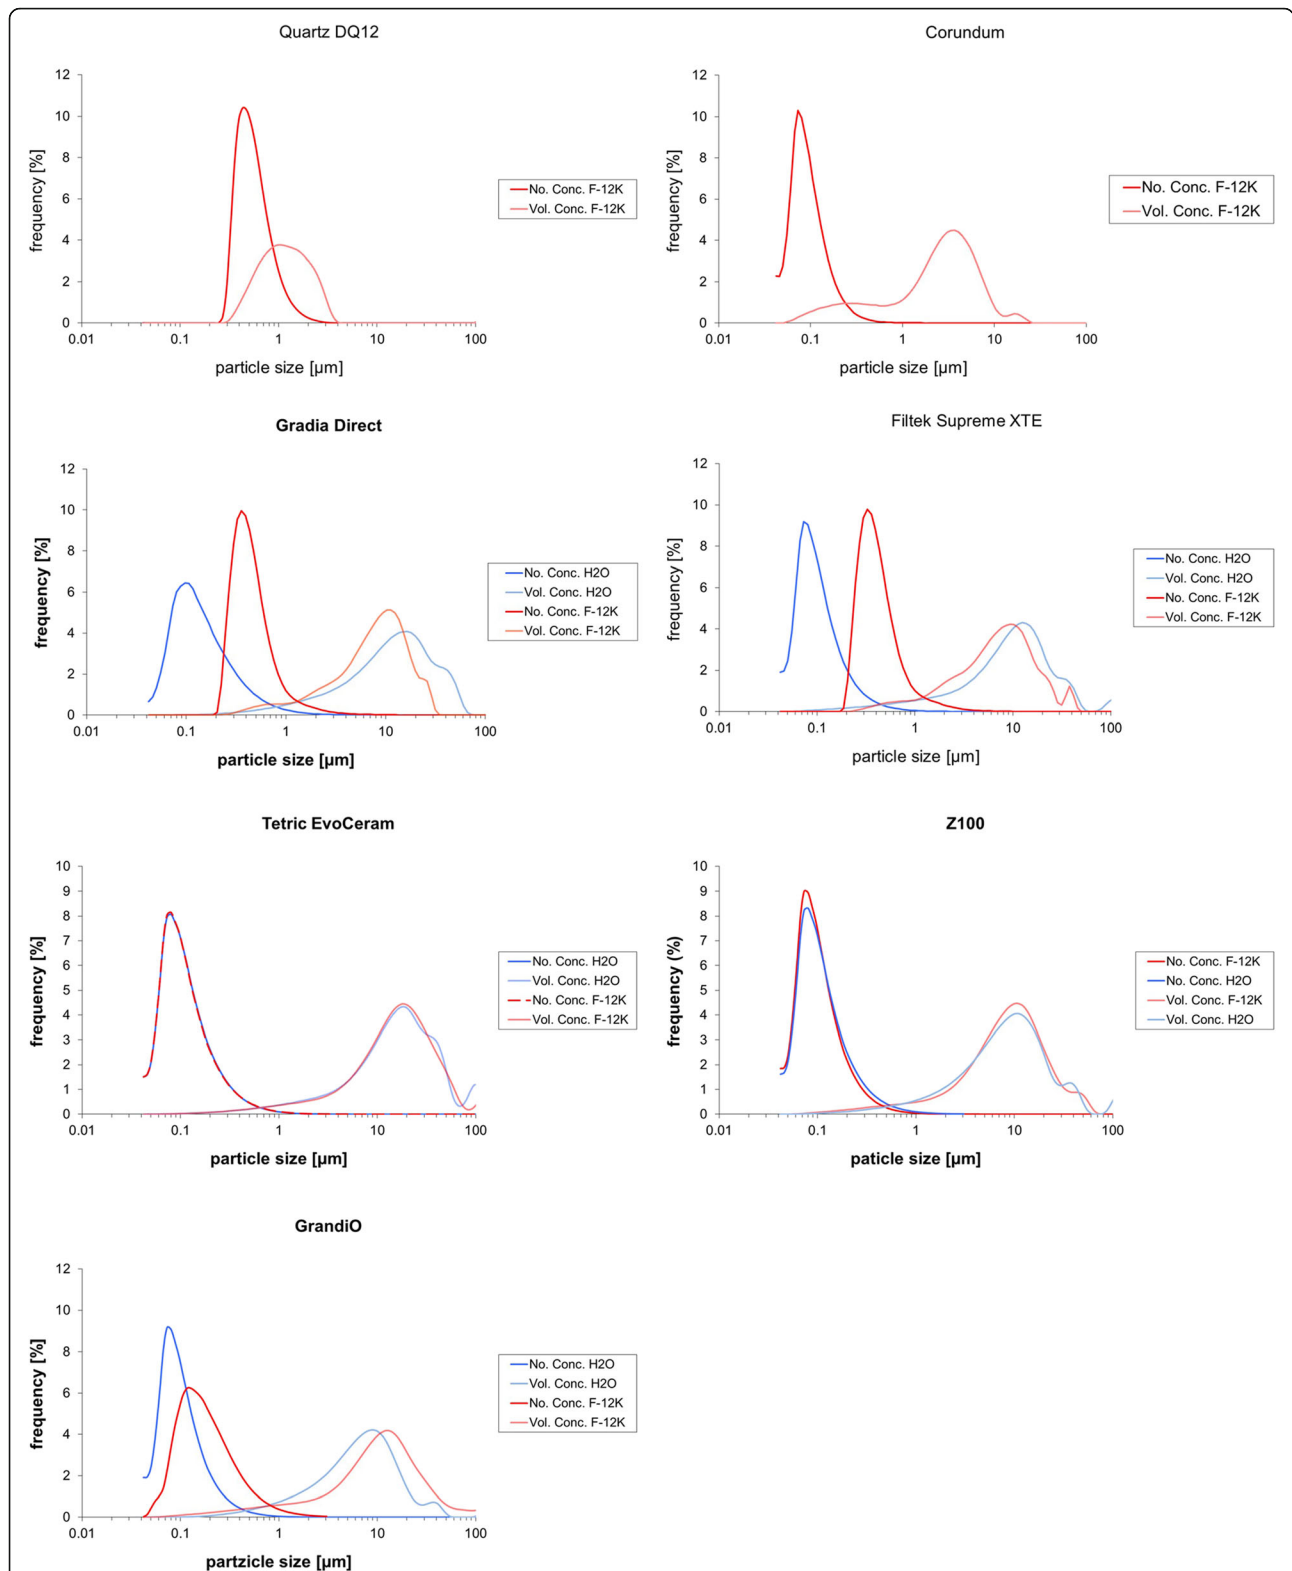 Quartz DQ12
12
10
8
6
4
2
0
frequency [%]
0.01 0.1 1 10 100
particle size [µm]
No. Conc. F-12K
Vol. Conc. F-12K
Corundum
12
10
8
6
4
2
0
frequency [%]
0.01 0.1 1 10 100
particle size [µm]
No. Conc. F-12K
Vol. Conc. F-12K
Gradia Direct
12
10
8
6
4
2
0
frequency [%]
0.01 0.1 1 10 100
particle size [µm]
No. Conc. H2O
Vol. Conc. H2O
No. Conc. F-12K
Vol. Conc. F-12K
Filtek Supreme XTE
12
10
8
6
4
2
0
frequency [%]
0.01 0.1 1 10 100
particle size [µm]
No. Conc. H2O
Vol. Conc. H2O
No. Conc. F-12K
Vol. Conc. F-12K
Tetric EvoCeram
10
9
8
7
6
5
4
3
2
1
0
frequency [%]
0.01 0.1 1 10 100
particle size [µm]
No. Conc. H2O
Vol. Conc. H2O
No. Conc. F-12K
Vol. Conc. F-12K
Z100
10
9
8
7
6
5
4
3
2
1
0
frequency (%)
0.01 0.1 1 10 100
paticle size [µm]
No. Conc. F-12K
No. Conc. H2O
Vol. Conc. F-12K
Vol. Conc. H2O
GrandiO
12
10
8
6
4
2
0
frequency [%]
0.01 0.1 1 10 100
partzicle size [µm]
No. Conc. H2O
Vol. Conc. H2O
No. Conc. F-12K
Vol. Conc. F-12K